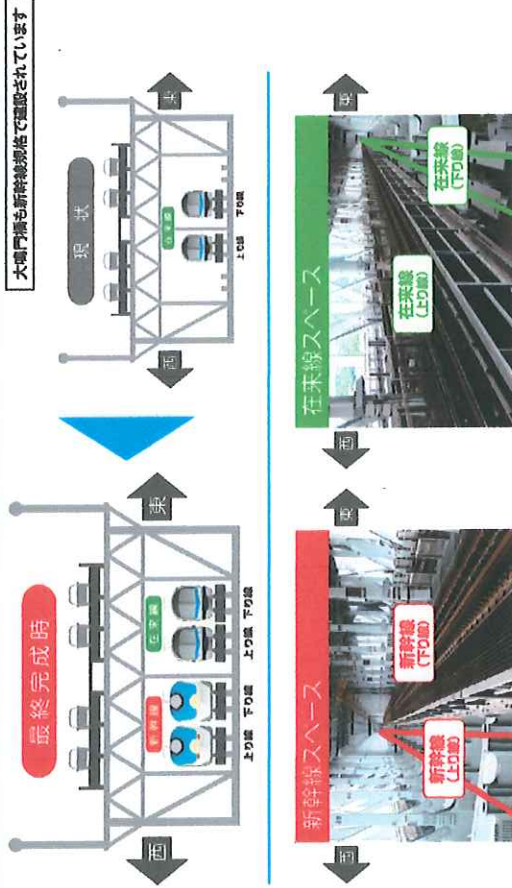 大鳴門橋も新幹線規格で建設されています
現状
西
東
在来線
上り線 下り線
最終完成時
西
東
新幹線
在来線
上り線 下り線 上り線 下り線
在来線スペース
西
東
在来線
(上り線)
在来線
(下り線)
新幹線スペース
西
東
新幹線
(上り線)
新幹線
(下り線)